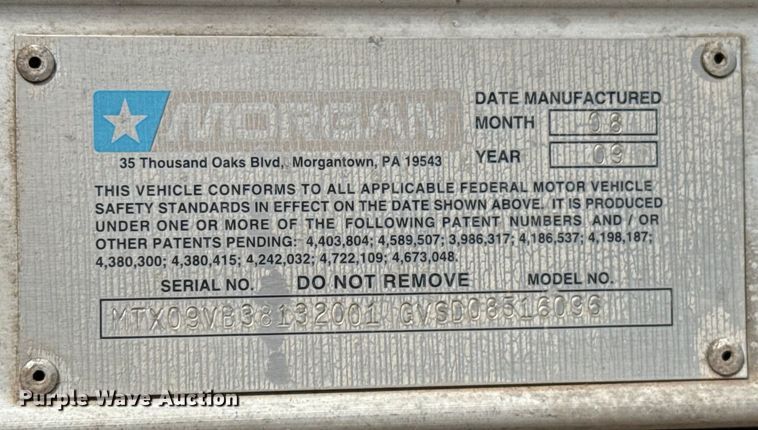 MORGAN
DATE MANUFACTURED
MONTH 08
YEAR 09
35 Thousand Oaks Blvd, Morgantown, PA 19543
THIS VEHICLE CONFORMS TO ALL APPLICABLE FEDERAL MOTOR VEHICLE
SAFETY STANDARDS IN EFFECT ON THE DATE SHOWN ABOVE. IT IS PRODUCED
UNDER ONE OR MORE OF THE FOLLOWING PATENT NUMBERS AND / OR
OTHER PATENTS PENDING: 4,403,804; 4,589,507; 3,986,317; 4,186,537; 4,198,187;
4,380,300; 4,380,415; 4,242,032; 4,722,109; 4,673,048.
SERIAL NO. DO NOT REMOVE MODEL NO.
MTX09VB38132001 GVSD08516096
Purple Wave Auction